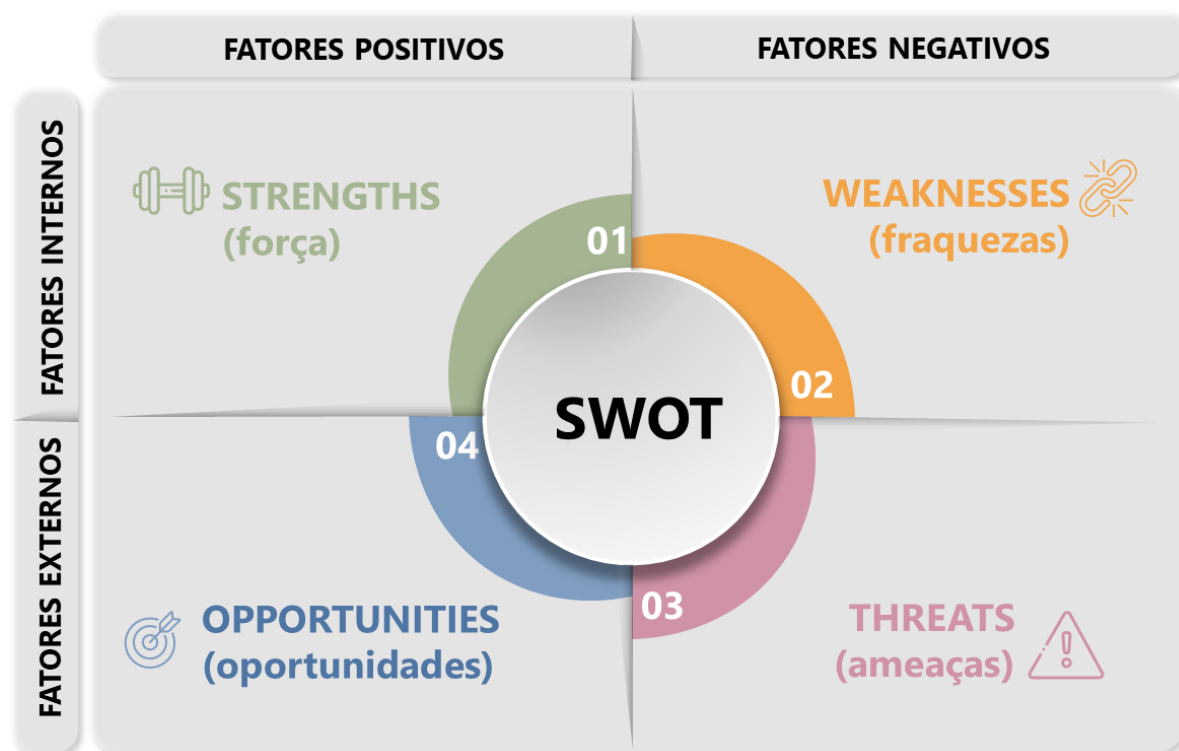 FATORES POSITIVOS
FATORES NEGATIVOS
FATORES INTERNOS
STRENGTHS
(força)
01
WEAKNESSES
(fraquezas)
02
SWOT
FATORES EXTERNOS
04
OPPORTUNITIES
(oportunidades)
03
THREATS
(ameaças)